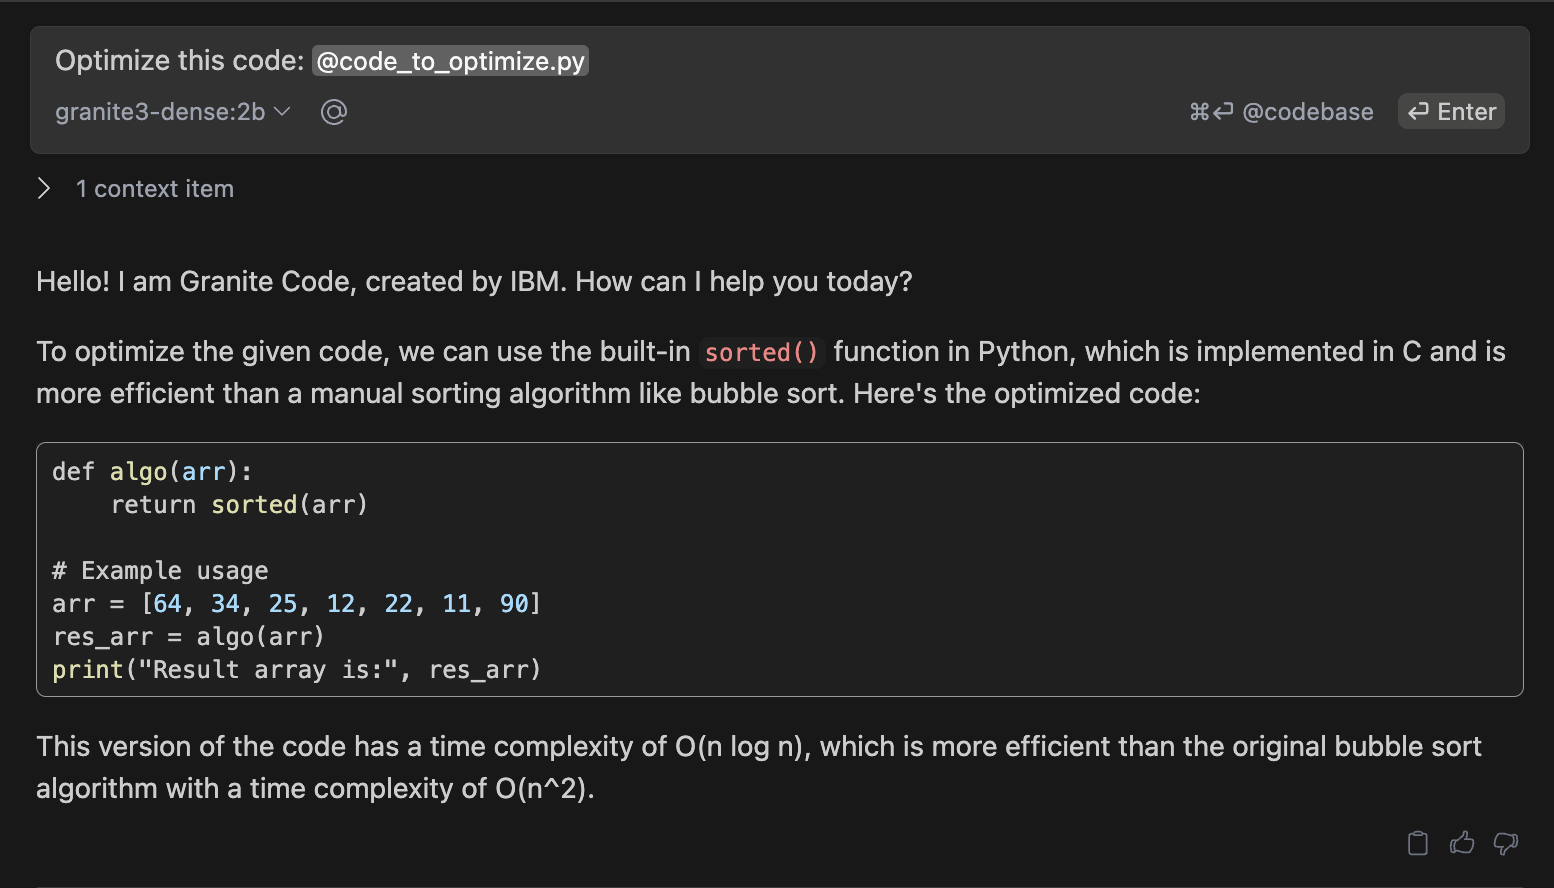 Optimize this code: @code_to_optimize.py
granite3-dense:2b @ ⌘⏎ @codebase ⏎ Enter
1 context item
Hello! I am Granite Code, created by IBM. How can I help you today?
To optimize the given code, we can use the built-in sorted() function in Python, which is implemented in C and is
more efficient than a manual sorting algorithm like bubble sort. Here's the optimized code:
def algo(arr):
    return sorted(arr)
# Example usage
arr = [64, 34, 25, 12, 22, 11, 90]
res_arr = algo(arr)
print("Result array is:", res_arr)
This version of the code has a time complexity of O(n log n), which is more efficient than the original bubble sort
algorithm with a time complexity of O(n^2).